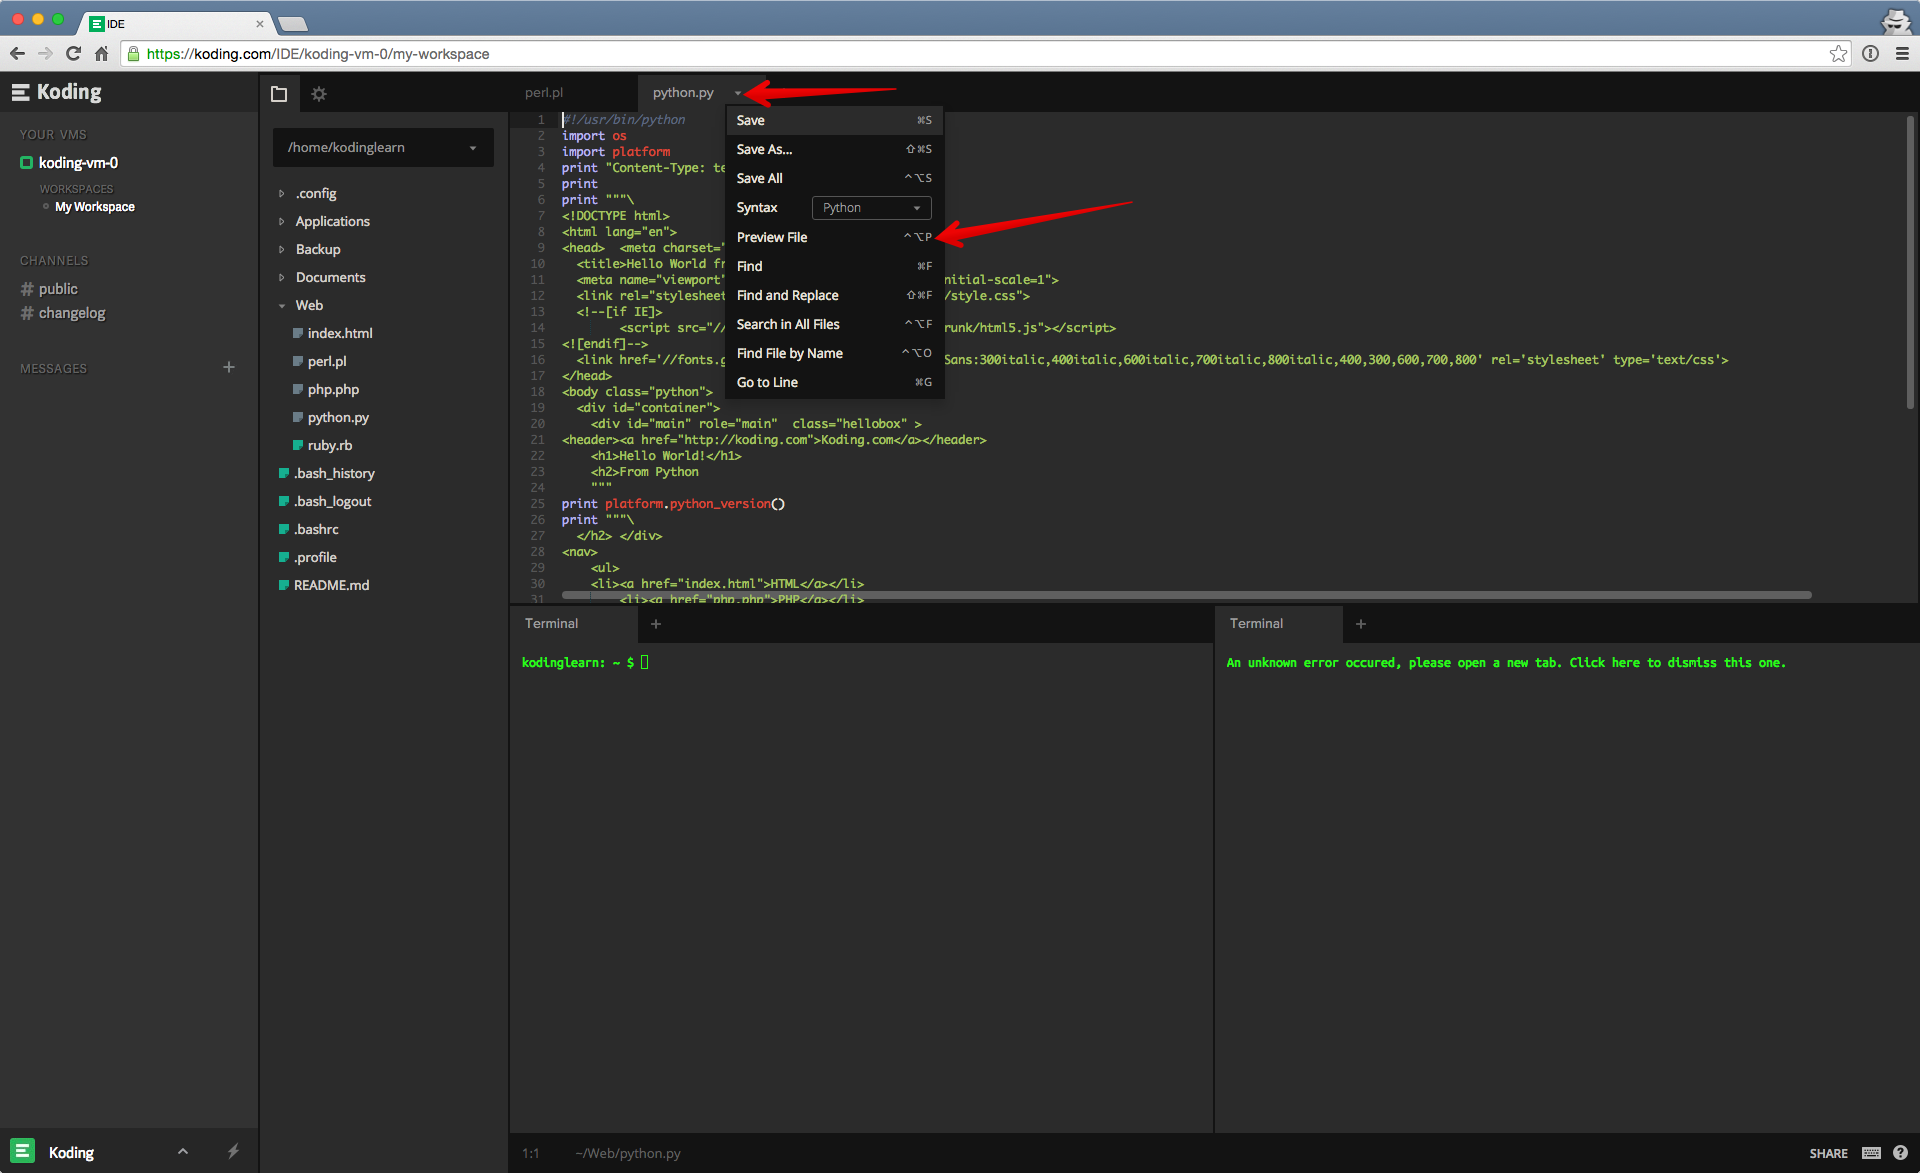 IDE
https://koding.com/IDE/koding-vm-0/my-workspace
Koding
YOUR VMS
koding-vm-0
WORKSPACES
My Workspace
CHANNELS
# public
# changelog
MESSAGES
/home/kodinglearn
.config
Applications
Backup
Documents
Web
index.html
perl.pl
php.php
python.py
ruby.rb
.bash_history
.bash_logout
.bashrc
.profile
README.md
perl.pl
python.py
Save ⌘S
Save As... ⇧⌘S
Save All ^⌥S
Syntax Python
Preview File ^⌥P
Find ⌘F
Find and Replace ⇧⌘F
Search in All Files ^⌥F
Find File by Name ^⌥O
Go to Line ⌘G
1 #!/usr/bin/python
2 import os
3 import platform
4 print "Content-Type: te
5 print
6 print """\
7 <!DOCTYPE html>
8 <html lang="en">
9 <head>  <meta charset="
10 <title>Hello World fr
11 <meta name="viewport" nitial-scale=1">
12 <link rel="stylesheet /style.css">
13 <!--[if IE]>
14 <script src="// runk/html5.js"></script>
15 <![endif]-->
16 <link href='//fonts.g Sans:300italic,400italic,600italic,700italic,800italic,400,300,600,700,800' rel='stylesheet' type='text/css'>
17 </head>
18 <body class="python">
19 <div id="container">
20 <div id="main" role="main"  class="hellobox" >
21 <header><a href="http://koding.com">Koding.com</a></header>
22 <h1>Hello World!</h1>
23 <h2>From Python
24 """
25 print platform.python_version()
26 print """\
27 </h2> </div>
28 <nav>
29 <ul>
30 <li><a href="index.html">HTML</a></li>
31 <li><a href="php.php">PHP</a></li>
Terminal +
kodinglearn: ~ $
Terminal +
An unknown error occured, please open a new tab. Click here to dismiss this one.
Koding
1:1 ~/Web/python.py
SHARE